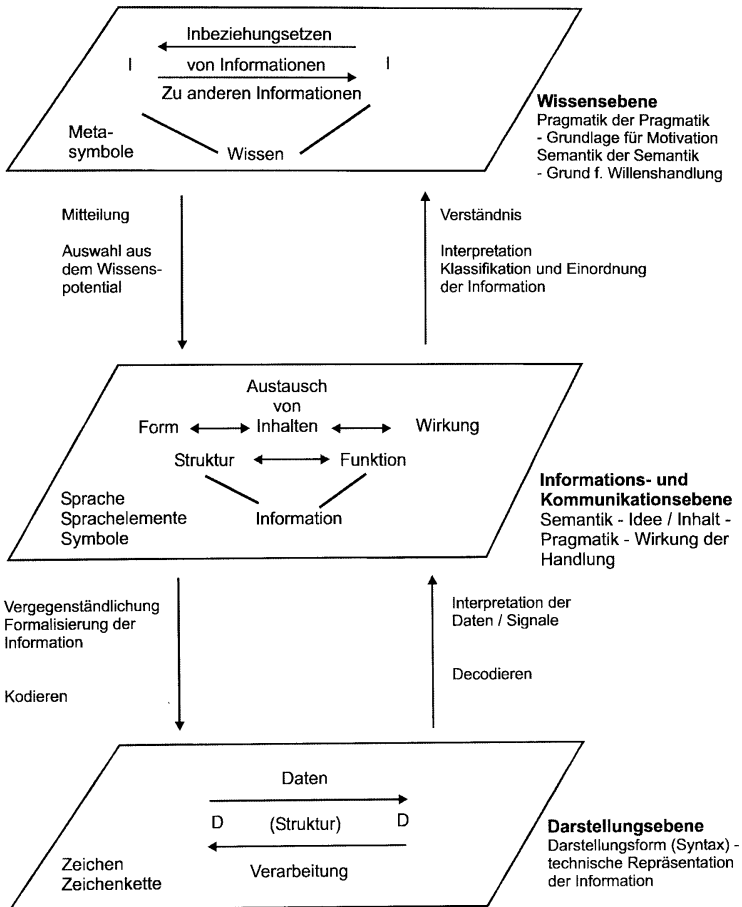 Inbeziehungsetzen
I
von Informationen
I
Zu anderen Informationen
Meta-
symbole
Wissen
Wissensebene
Pragmatik der Pragmatik
- Grundlage für Motivation
Semantik der Semantik
- Grund f. Willenshandlung
Mitteilung
Auswahl aus
dem Wissens-
potential
Verständnis
Interpretation
Klassifikation und Einordnung
der Information
Austausch
von
Form
Inhalten
Wirkung
Struktur
Funktion
Sprache
Sprachelemente
Symbole
Information
Informations- und
Kommunikationsebene
Semantik - Idee / Inhalt -
Pragmatik - Wirkung der
Handlung
Vergegenständlichung
Formalisierung der
Information
Kodieren
Interpretation der
Daten / Signale
Decodieren
Daten
D
(Struktur)
D
Verarbeitung
Zeichen
Zeichenkette
Darstellungsebene
Darstellungsform (Syntax) -
technische Repräsentation
der Information